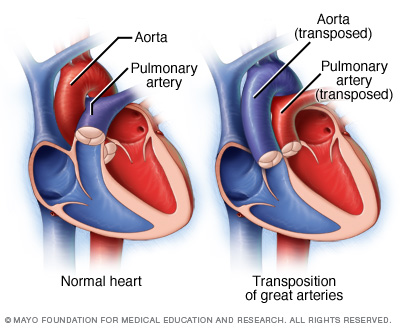 Aorta
Pulmonary
artery
Aorta
(transposed)
Pulmonary
artery
(transposed)
Normal heart
Transposition
of great arteries
© MAYO FOUNDATION FOR MEDICAL EDUCATION AND RESEARCH. ALL RIGHTS RESERVED.